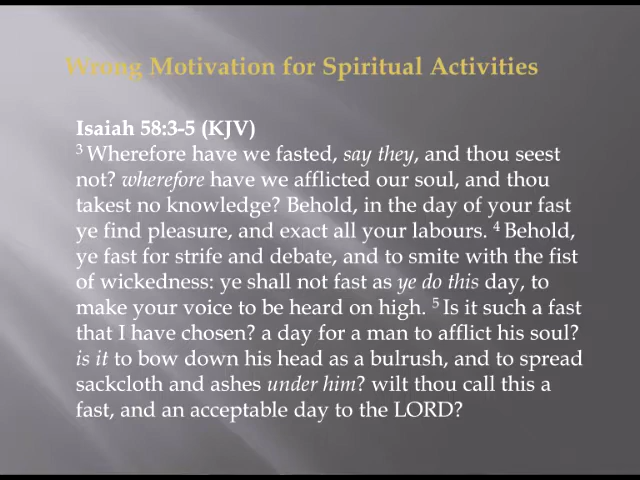 Wrong Motivation for Spiritual Activities
Isaiah 58:3-5 (KJV)
3 Wherefore have we fasted, say they, and thou seest
not? wherefore have we afflicted our soul, and thou
takest no knowledge? Behold, in the day of your fast
ye find pleasure, and exact all your labours. 4 Behold,
ye fast for strife and debate, and to smite with the fist
of wickedness: ye shall not fast as ye do this day, to
make your voice to be heard on high. 5 Is it such a fast
that I have chosen? a day for a man to afflict his soul?
is it to bow down his head as a bulrush, and to spread
sackcloth and ashes under him? wilt thou call this a
fast, and an acceptable day to the LORD?